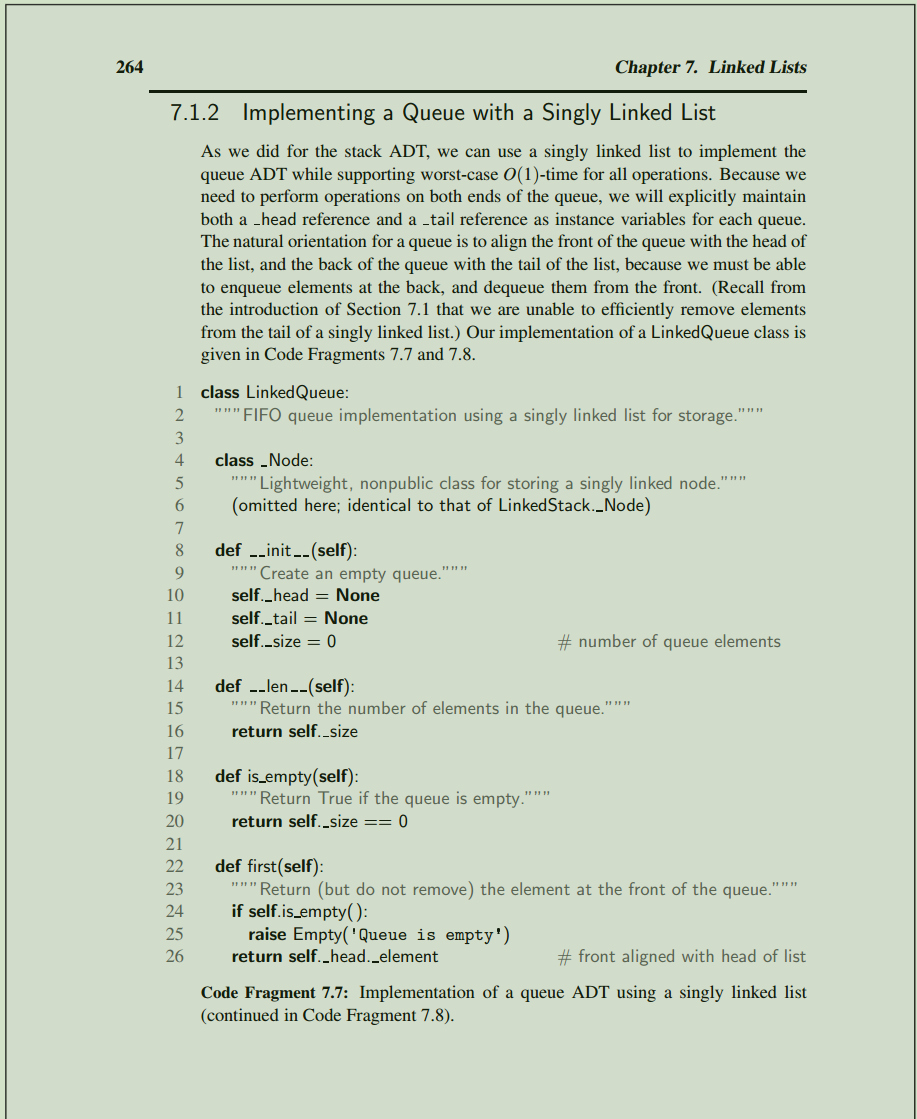 264 Chapter 7. Linked Lists
7.1.2 Implementing a Queue with a Singly Linked List
As we did for the stack ADT, we can use a singly linked list to implement the
queue ADT while supporting worst-case O(1)-time for all operations. Because we
need to perform operations on both ends of the queue, we will explicitly maintain
both a _head reference and a _tail reference as instance variables for each queue.
The natural orientation for a queue is to align the front of the queue with the head of
the list, and the back of the queue with the tail of the list, because we must be able
to enqueue elements at the back, and dequeue them from the front. (Recall from
the introduction of Section 7.1 that we are unable to efficiently remove elements
from the tail of a singly linked list.) Our implementation of a LinkedQueue class is
given in Code Fragments 7.7 and 7.8.
1 class LinkedQueue:
2 """FIFO queue implementation using a singly linked list for storage."""
3
4 class _Node:
5 """Lightweight, nonpublic class for storing a singly linked node."""
6 (omitted here; identical to that of LinkedStack._Node)
7
8 def __init__(self):
9 """Create an empty queue."""
10 self._head = None
11 self._tail = None
12 self._size = 0 # number of queue elements
13
14 def __len__(self):
15 """Return the number of elements in the queue."""
16 return self._size
17
18 def is_empty(self):
19 """Return True if the queue is empty."""
20 return self._size == 0
21
22 def first(self):
23 """Return (but do not remove) the element at the front of the queue."""
24 if self.is_empty():
25 raise Empty('Queue is empty')
26 return self._head._element # front aligned with head of list
Code Fragment 7.7: Implementation of a queue ADT using a singly linked list
(continued in Code Fragment 7.8).